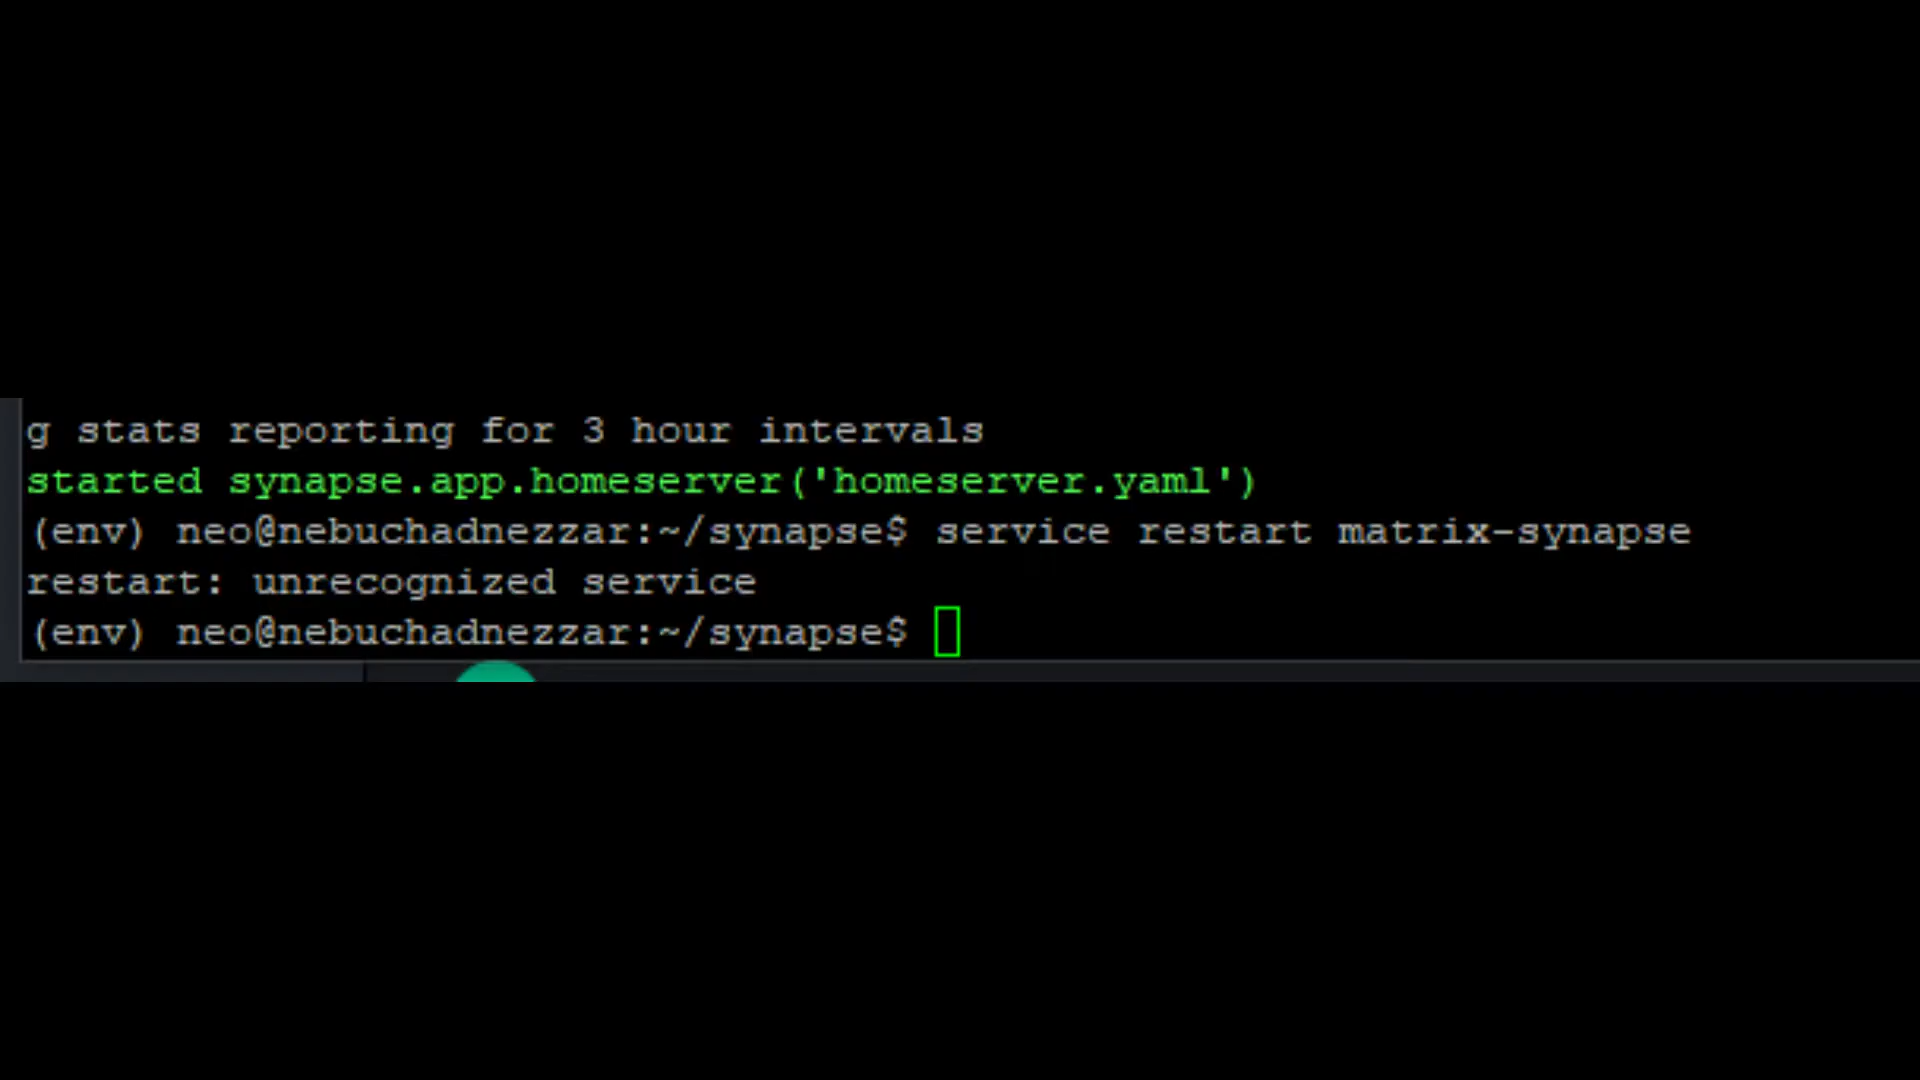 g stats reporting for 3 hour intervals
started synapse.app.homeserver('homeserver.yaml')
(env) neo@nebuchadnezzar:~/synapse$ service restart matrix-synapse
restart: unrecognized service
(env) neo@nebuchadnezzar:~/synapse$